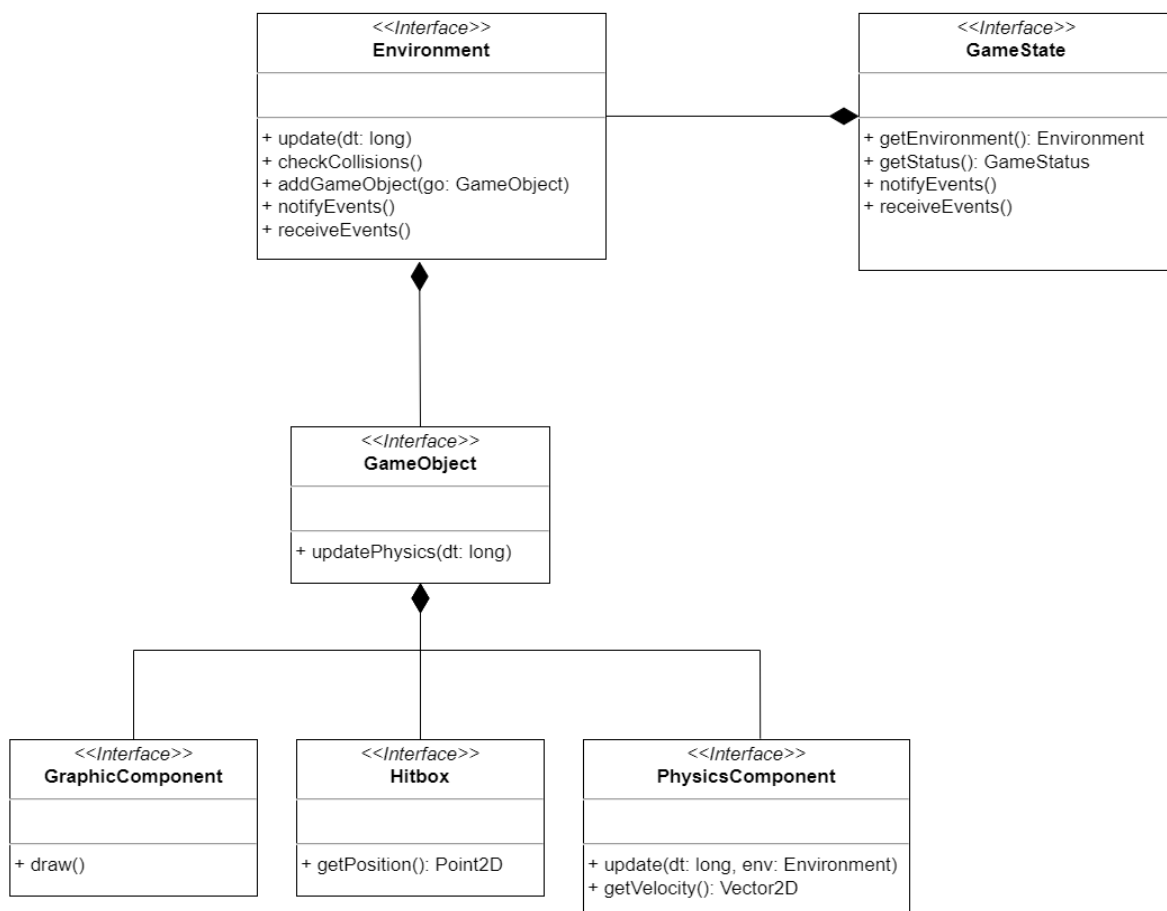 <<Interface>>
Environment
+ update(dt: long)
+ checkCollisions()
+ addGameObject(go: GameObject)
+ notifyEvents()
+ receiveEvents()
<<Interface>>
GameState
+ getEnvironment(): Environment
+ getStatus(): GameStatus
+ notifyEvents()
+ receiveEvents()
<<Interface>>
GameObject
+ updatePhysics(dt: long)
<<Interface>>
GraphicComponent
+ draw()
<<Interface>>
Hitbox
+ getPosition(): Point2D
<<Interface>>
PhysicsComponent
+ update(dt: long, env: Environment)
+ getVelocity(): Vector2D